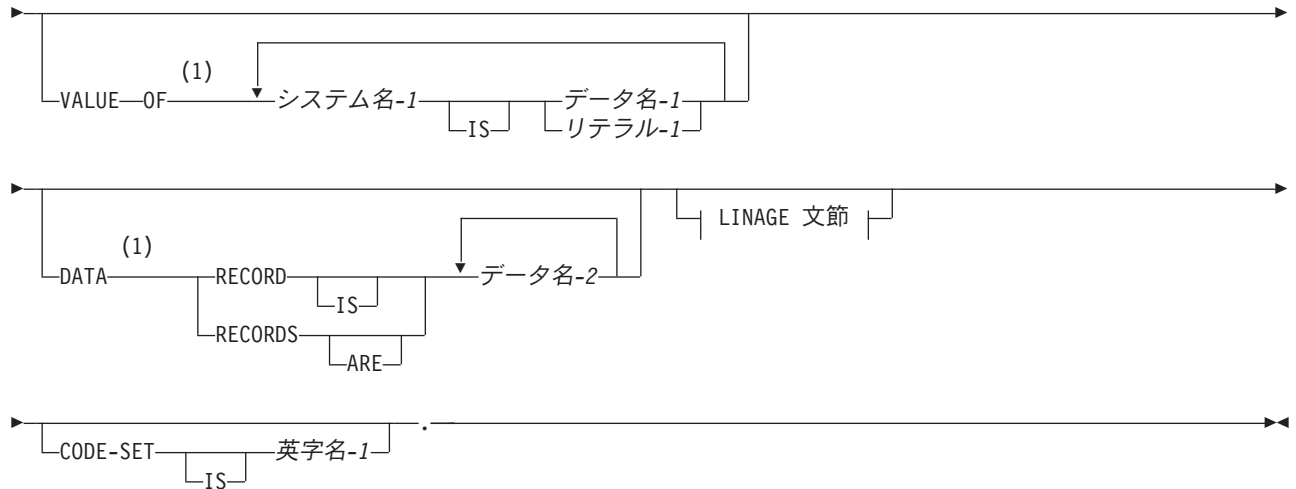 (1)
VALUE OF システム名-1 データ名-1
IS リテラル-1
LINAGE 文節
(1)
DATA RECORD データ名-2
IS
RECORDS
ARE
.
CODE-SET 英字名-1
IS